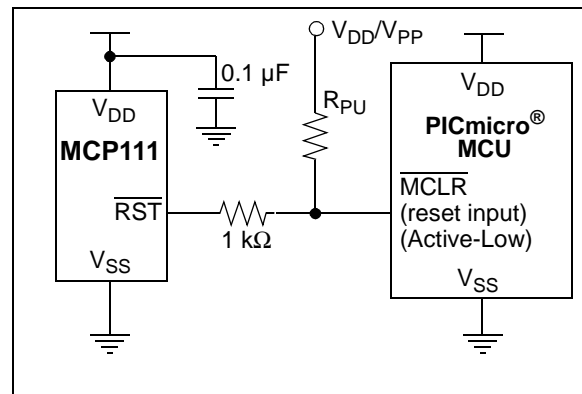 V_DD/V_PP
0.1 µF
V_DD
MCP111
R_PU
V_DD
PICmicro®
MCU
RST
1 kΩ
MCLR
(reset input)
(Active-Low)
V_SS
V_SS